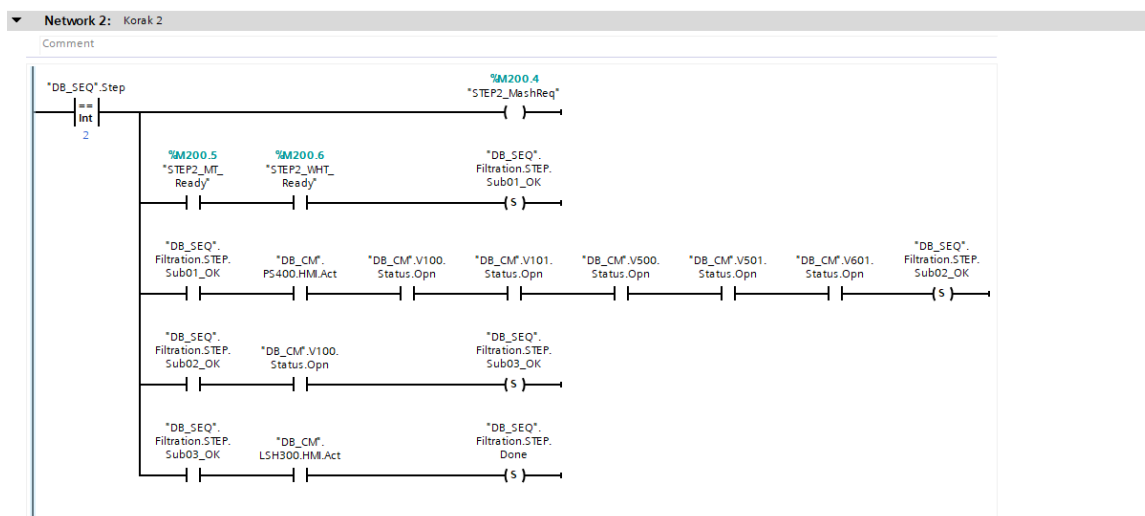 Network 2: Korak 2
Comment
"DB_SEQ".Step
==
Int
2
%M200.4
"STEP2_MashReq"
( )
%M200.5
"STEP2_MT_
Ready"
%M200.6
"STEP2_WHT_
Ready"
"DB_SEQ".
Filtration.STEP.
Sub01_OK
( S )
"DB_SEQ".
Filtration.STEP.
Sub01_OK
"DB_CM".
PS400.HMI.Act
"DB_CM".V100.
Status.Opn
"DB_CM".V101.
Status.Opn
"DB_CM".V500.
Status.Opn
"DB_CM".V501.
Status.Opn
"DB_CM".V601.
Status.Opn
"DB_SEQ".
Filtration.STEP.
Sub02_OK
( S )
"DB_SEQ".
Filtration.STEP.
Sub02_OK
"DB_CM".V100.
Status.Opn
"DB_SEQ".
Filtration.STEP.
Sub03_OK
( S )
"DB_SEQ".
Filtration.STEP.
Sub03_OK
"DB_CM".
LSH300.HMI.Act
"DB_SEQ".
Filtration.STEP.
Done
( S )